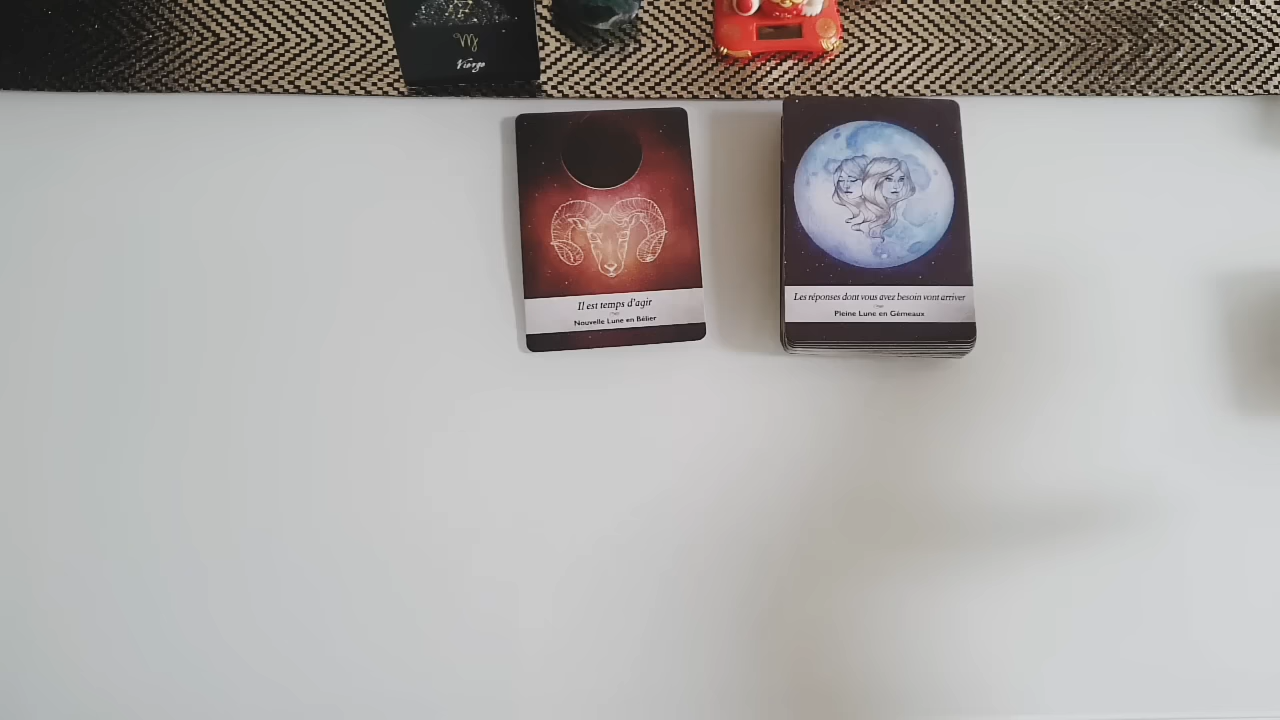 Vierge
Il est temps d'agir
Nouvelle Lune en Bélier
Les réponses dont vous avez besoin vont arriver
Pleine Lune en Gémeaux